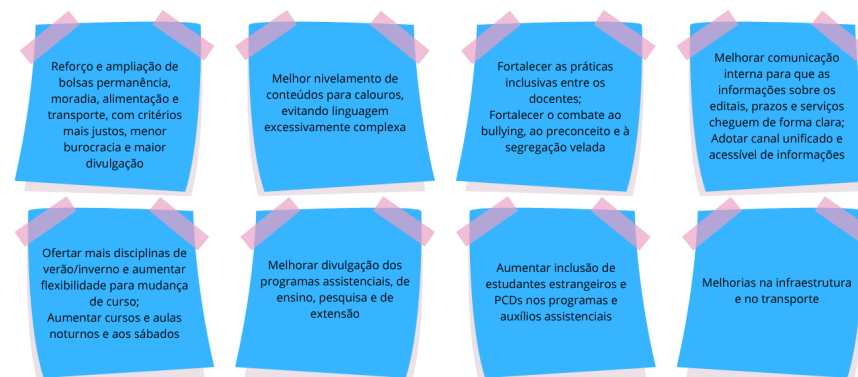 Reforço e ampliação de
bolsas permanência,
moradia, alimentação e
transporte, com critérios
mais justos, menor
burocracia e maior
divulgação
Melhor nivelamento de
conteúdos para calouros,
evitando linguagem
excessivamente complexa
Fortalecer as práticas
inclusivas entre os
docentes;
Fortalecer o combate ao
bullying, ao preconceito e à
segregação velada
Melhorar comunicação
interna para que as
informações sobre os
editais, prazos e serviços
cheguem de forma clara;
Adotar canal unificado e
acessível de informações
Ofertar mais disciplinas de
verão/inverno e aumentar
flexibilidade para mudança
de curso;
Aumentar cursos e aulas
noturnos e aos sábados
Melhorar divulgação dos
programas assistenciais, de
ensino, pesquisa e de
extensão
Aumentar inclusão de
estudantes estrangeiros e
PCDs nos programas e
auxílios assistenciais
Melhorias na infraestrutura
e no transporte